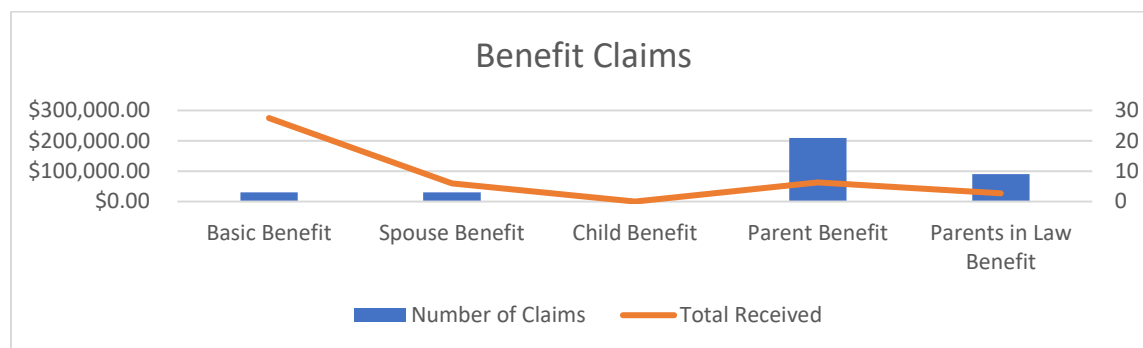 Benefit Claims
$300,000.00 30
$200,000.00 20
$100,000.00 10
$0.00 0
Basic Benefit Spouse Benefit Child Benefit Parent Benefit Parents in Law
Benefit
Number of Claims Total Received